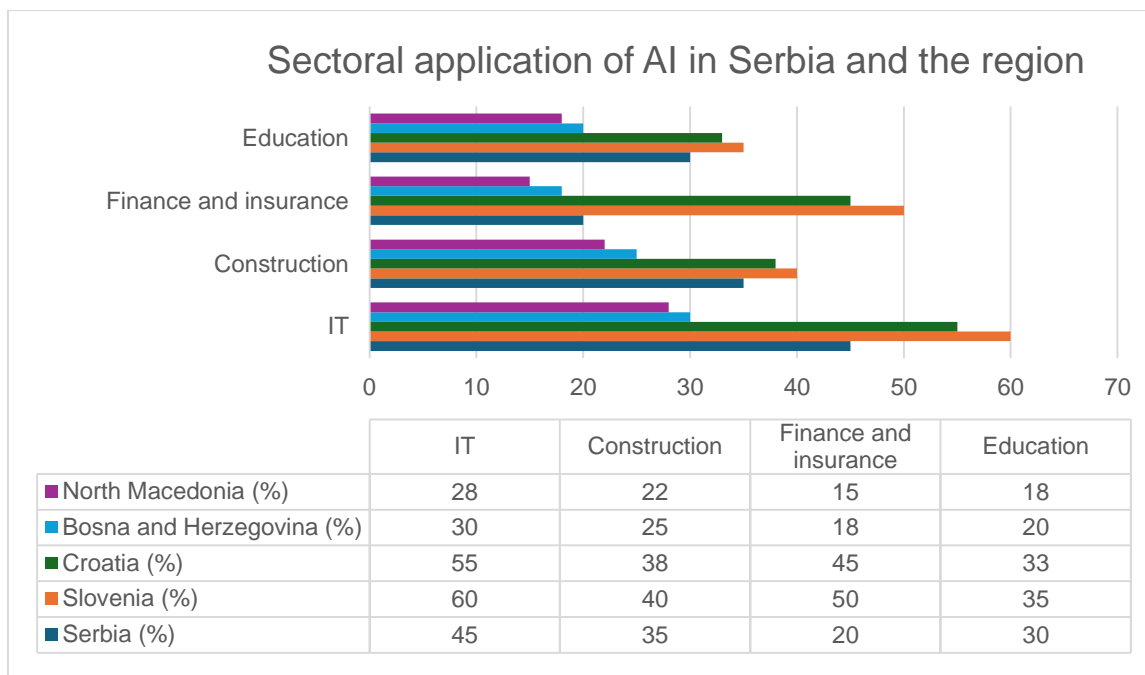 Sectoral application of AI in Serbia and the region
Education
Finance and insurance
Construction
IT
0 10 20 30 40 50 60 70
IT Construction Finance and insurance Education
North Macedonia (%) 28 22 15 18
Bosna and Herzegovina (%) 30 25 18 20
Croatia (%) 55 38 45 33
Slovenia (%) 60 40 50 35
Serbia (%) 45 35 20 30